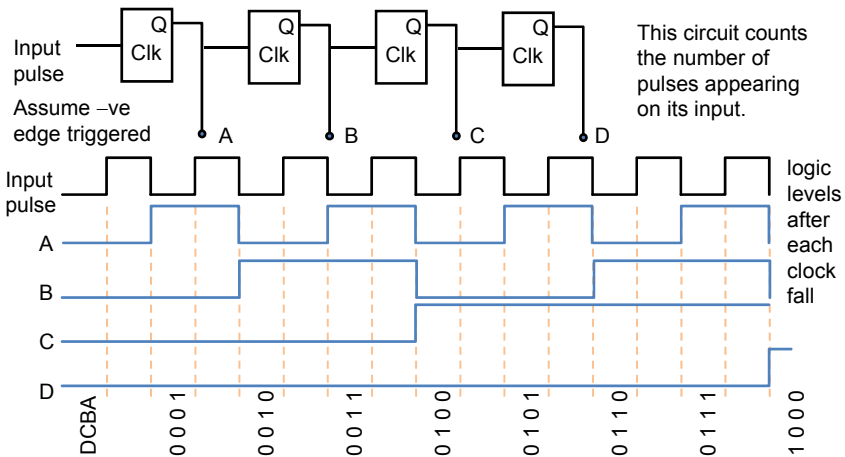 Q
Q
Q
Q
Input
pulse
Clk
Clk
Clk
Clk
This circuit counts
the number of
pulses appearing
on its input.
Assume –ve
edge triggered
A
B
C
D
Input
pulse
logic
levels
after
each
clock
fall
A
B
C
D
DCBA
0 0 0 1
0 0 1 0
0 0 1 1
0 1 0 0
0 1 0 1
0 1 1 0
0 1 1 1
1 0 0 0